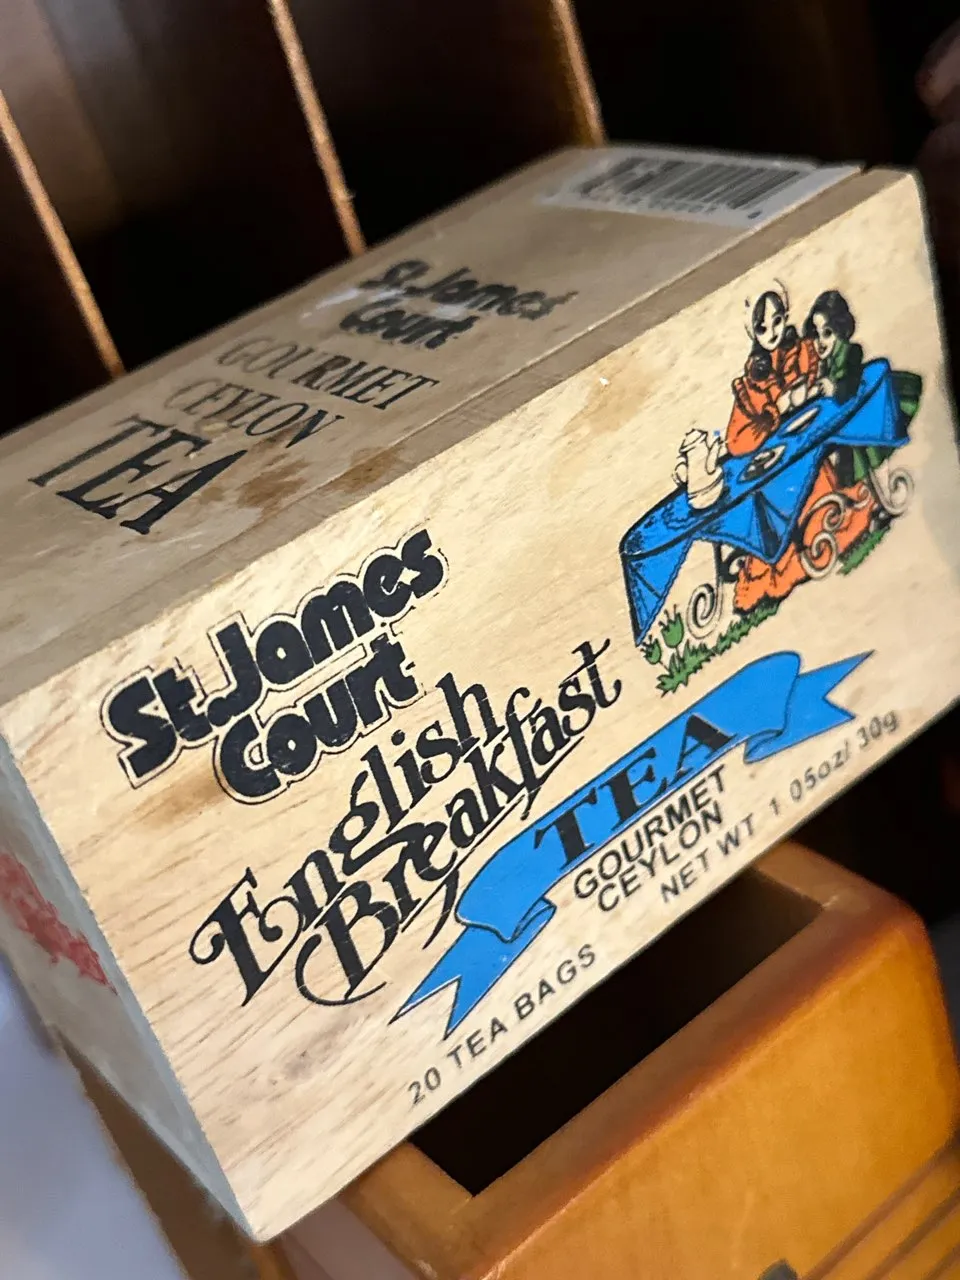 St. James
Court
GOURMET
CEYLON
TEA
St. James
Court
English
Breakfast
TEA
GOURMET
CEYLON
NET WT 1.05oz/ 30g
20 TEA BAGS